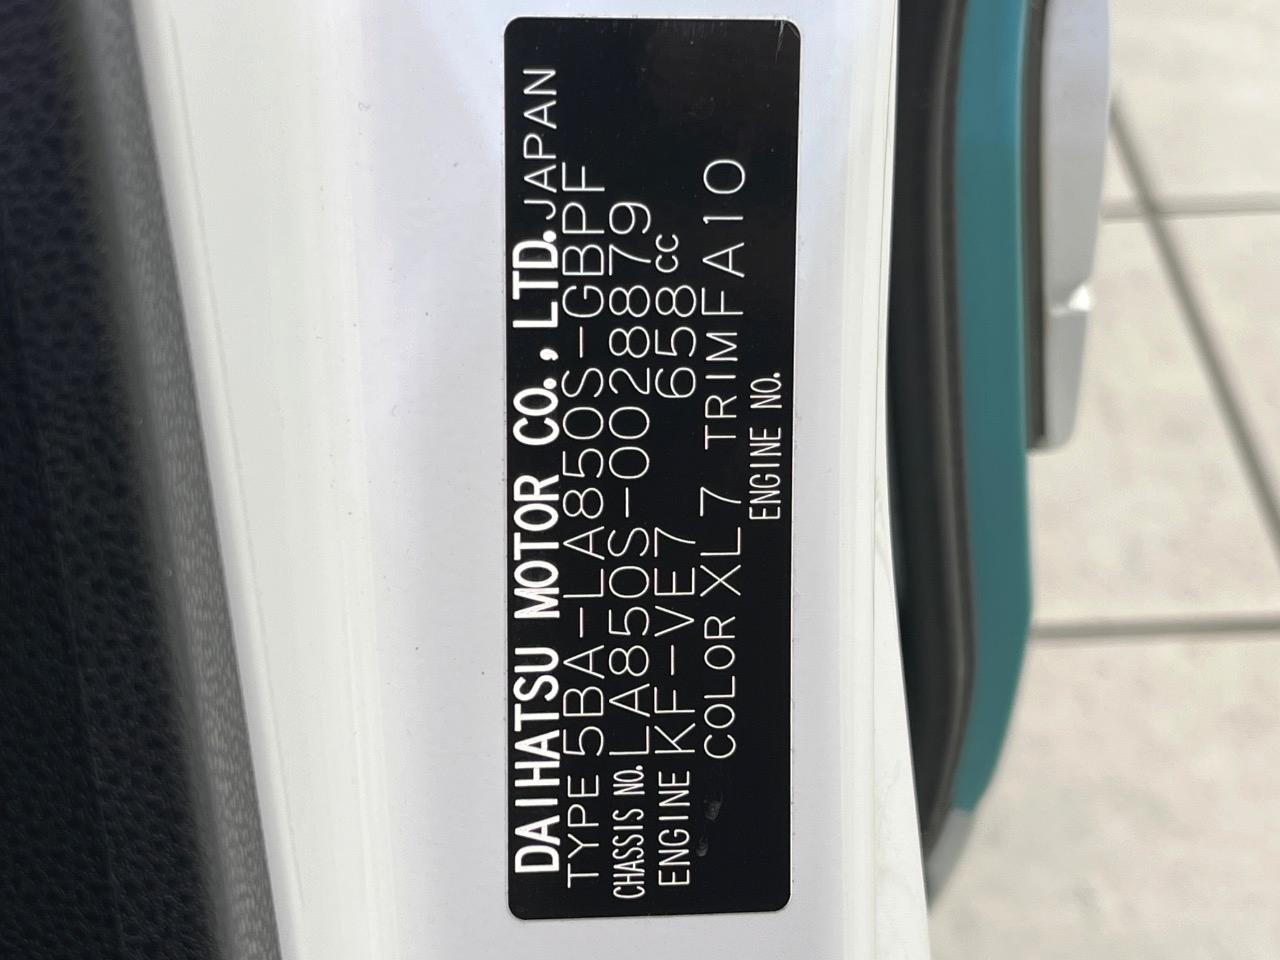 DAIHATSU MOTOR CO., LTD. JAPAN
TYPE 5BA-LA850S-GBPF
CHASSIS NO. LA850S-0028879
ENGINE KF-VE7 658cc
COLOR XL7 TRIM FA10
ENGINE NO.